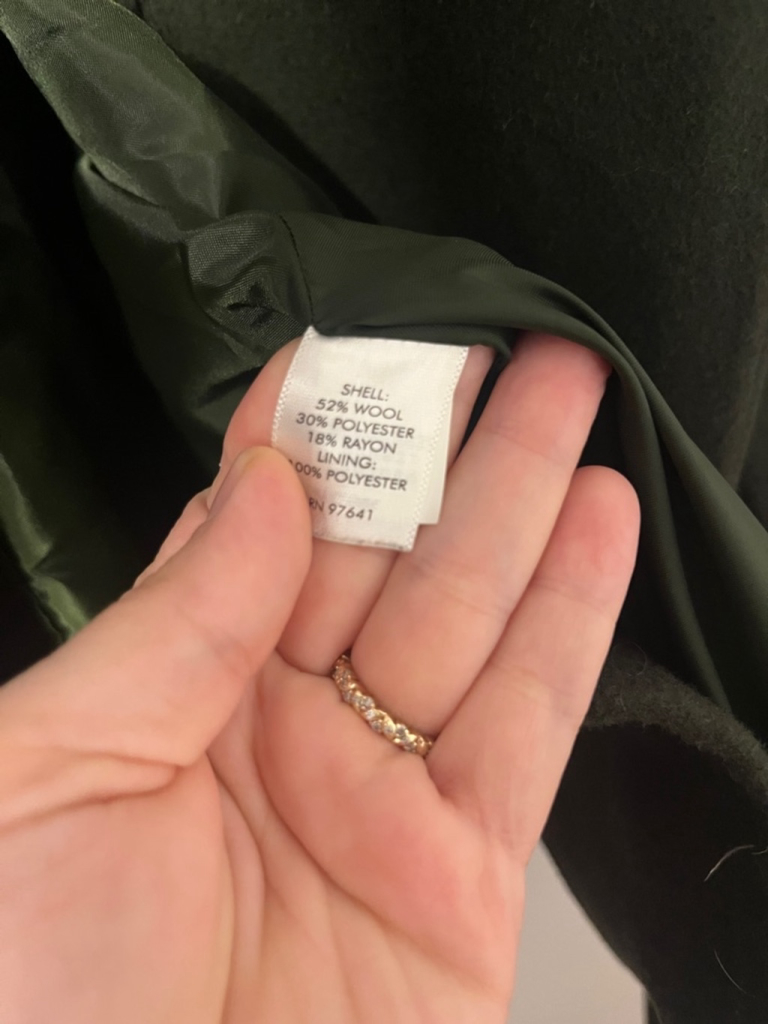 SHELL:
52% WOOL
30% POLYESTER
18% RAYON
LINING:
00% POLYESTER
RN 97641